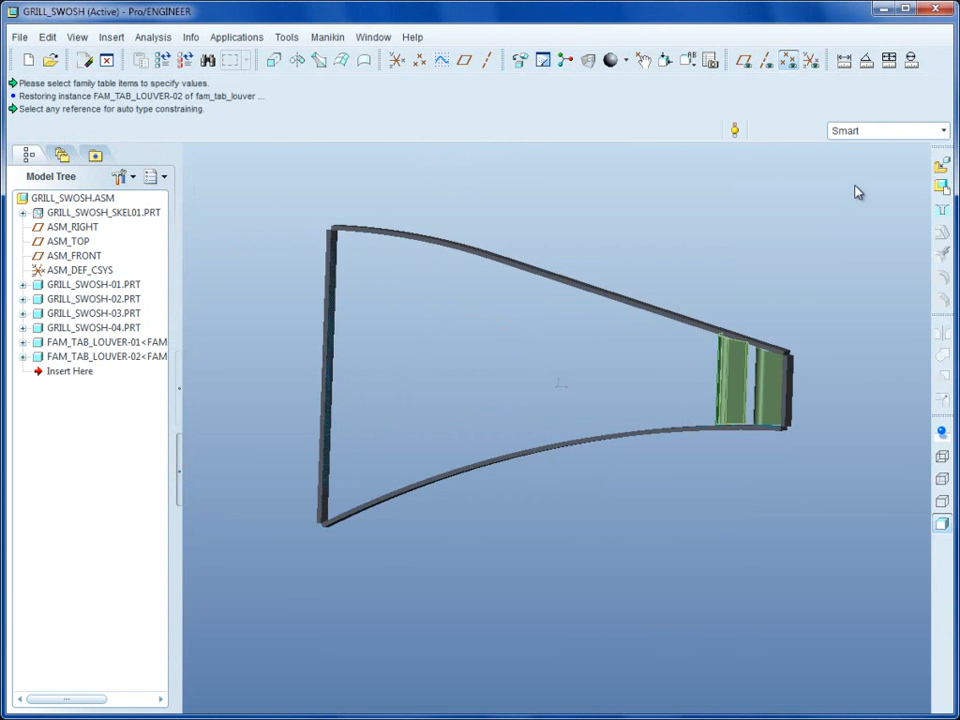 GRILL_SWOSH (Active) - Pro/ENGINEER
File Edit View Insert Analysis Info Applications Tools Manikin Window Help
Please select family table items to specify values.
Restoring instance FAM_TAB_LOUVER-02 of fam_tab_louver ...
Select any reference for auto type constraining.
Smart
Model Tree
GRILL_SWOSH.ASM
GRILL_SWOSH_SKEL01.PRT
ASM_RIGHT
ASM_TOP
ASM_FRONT
ASM_DEF_CSYS
GRILL_SWOSH-01.PRT
GRILL_SWOSH-02.PRT
GRILL_SWOSH-03.PRT
GRILL_SWOSH-04.PRT
FAM_TAB_LOUVER-01<FAM
FAM_TAB_LOUVER-02<FAM
Insert Here